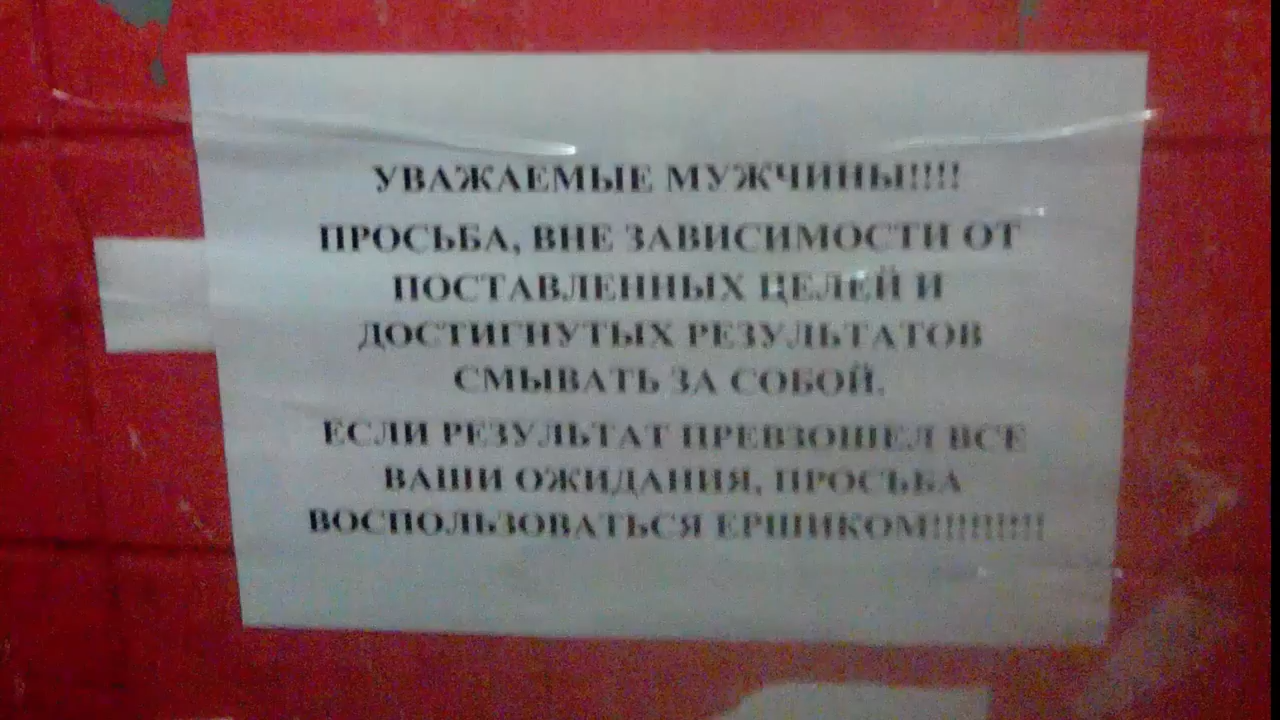 УВАЖАЕМЫЕ МУЖЧИНЫ!!!!
ПРОСЬБА, ВНЕ ЗАВИСИМОСТИ ОТ
ПОСТАВЛЕННЫХ ЦЕЛЕЙ И
ДОСТИГНУТЫХ РЕЗУЛЬТАТОВ
СМЫВАТЬ ЗА СОБОЙ.
ЕСЛИ РЕЗУЛЬТАТ ПРЕВЗОШЕЛ ВСЕ
ВАШИ ОЖИДАНИЯ, ПРОСЬБА
ВОСПОЛЬЗОВАТЬСЯ ЕРШИКОМ!!!!!!!!!!